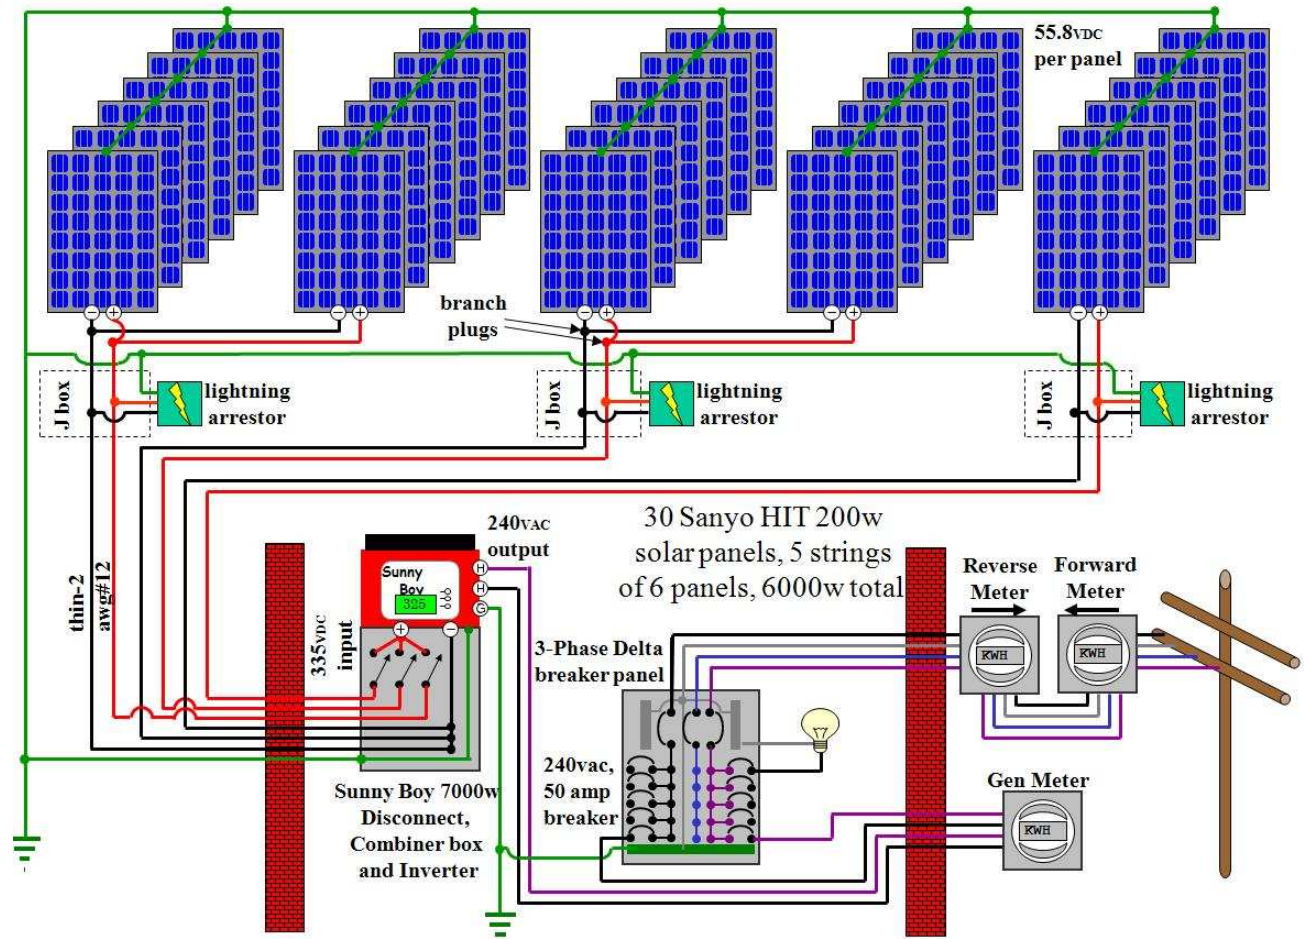 55.8VDC
per panel
branch
plugs
J box
lightning
arrestor
J box
lightning
arrestor
J box
lightning
arrestor
thin-2
awg#12
335VDC
input
Sunny
Boy
325
240VAC
output
H
H
G
30 Sanyo HIT 200w
solar panels, 5 strings
of 6 panels, 6000w total
Reverse
Meter
Forward
Meter
KWH
KWH
3-Phase Delta
breaker panel
240vac,
50 amp
breaker
Sunny Boy 7000w
Disconnect,
Combiner box
and Inverter
Gen Meter
KWH